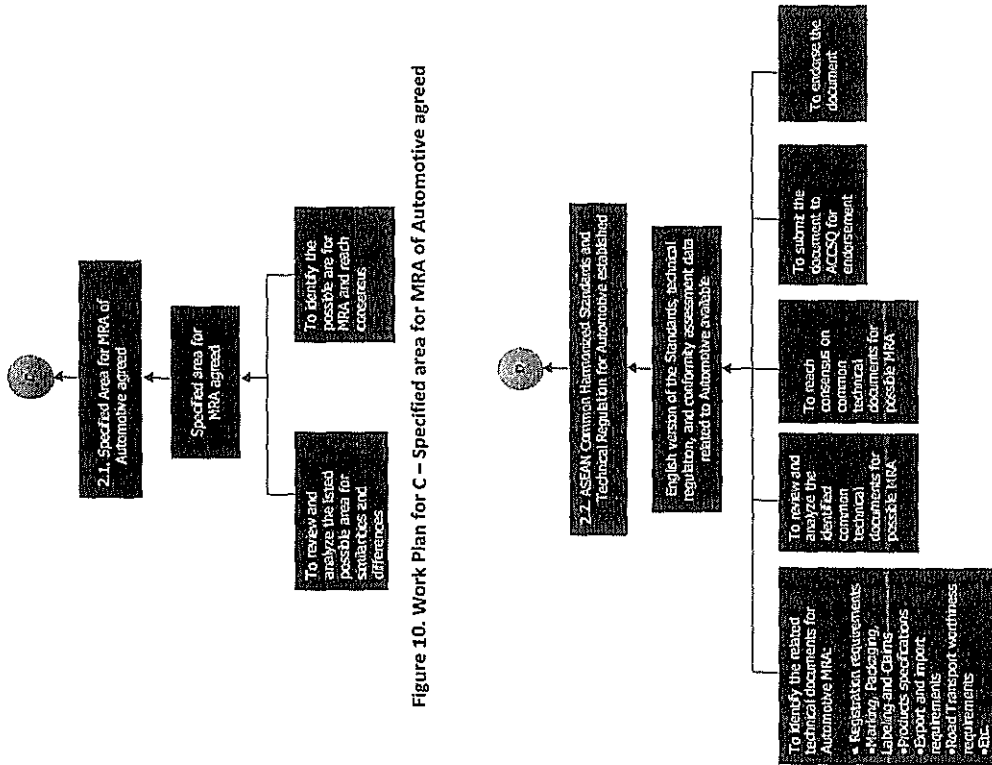 D
2.1. Specified Area for MRA of
Automotive agreed
Specified area for
MRA agreed
To review and
analyze the listed
possible area for
similarities and
differences
To identify the
possible are for
MRA and reach
consensus
Figure 10. Work Plan for C – Specified area for MRA of Automotive agreed
D
2.2. ASEAN Common Harmonized Standards and
Technical Regulation for Automotive established
English version of the Standards, technical
regulation, and conformity assessment data
related to Automotive available
To identify the related
technical documents for
Automotive MRA:
• Registration requirements
•Marking, Packaging,
Labeling and Claims
•Products specifications
•Export and import
requirements
•Road Transport worthiness
requirements
•Etc.
To review and
analyze the
identified
common
technical
documents for
possible MRA
To reach
consensus on
common
technical
documents for
possible MRA
To submit the
document to
ACCSQ for
endorsement
To endorse the
document